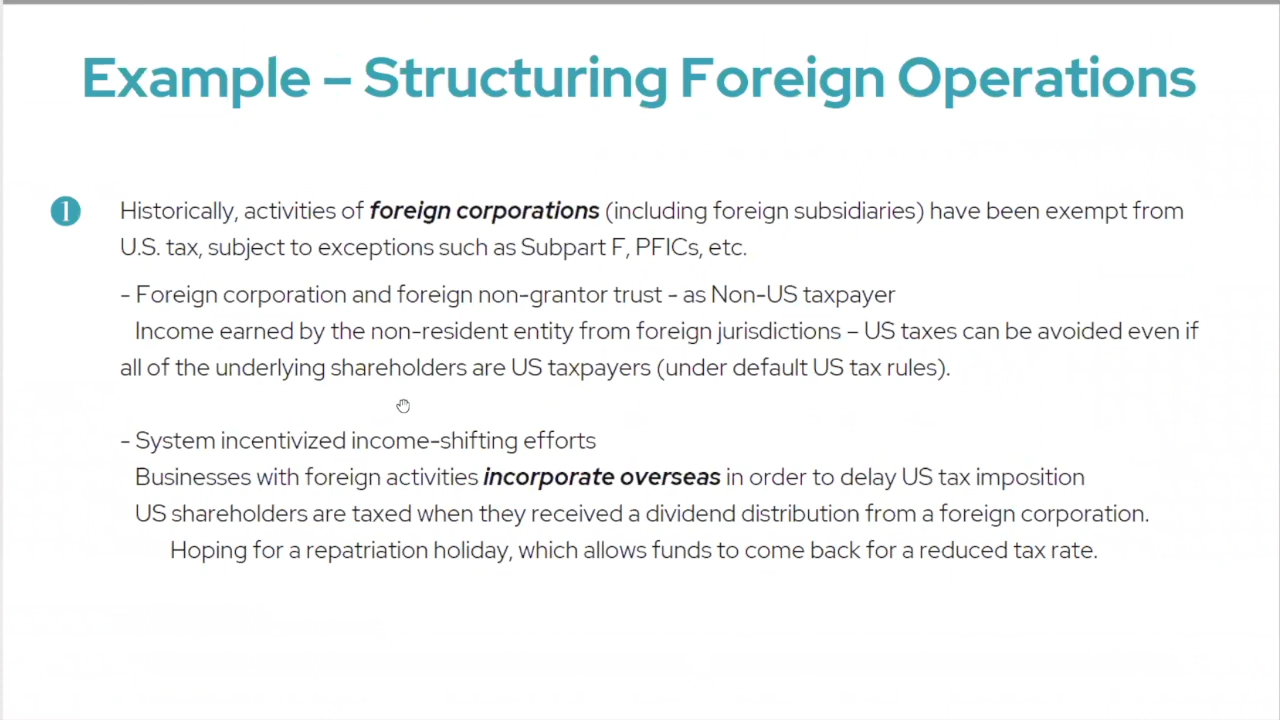 Example – Structuring Foreign Operations
1
Historically, activities of foreign corporations (including foreign subsidiaries) have been exempt from
U.S. tax, subject to exceptions such as Subpart F, PFICs, etc.
- Foreign corporation and foreign non-grantor trust - as Non-US taxpayer
Income earned by the non-resident entity from foreign jurisdictions – US taxes can be avoided even if
all of the underlying shareholders are US taxpayers (under default US tax rules).
- System incentivized income-shifting efforts
Businesses with foreign activities incorporate overseas in order to delay US tax imposition
US shareholders are taxed when they received a dividend distribution from a foreign corporation.
Hoping for a repatriation holiday, which allows funds to come back for a reduced tax rate.